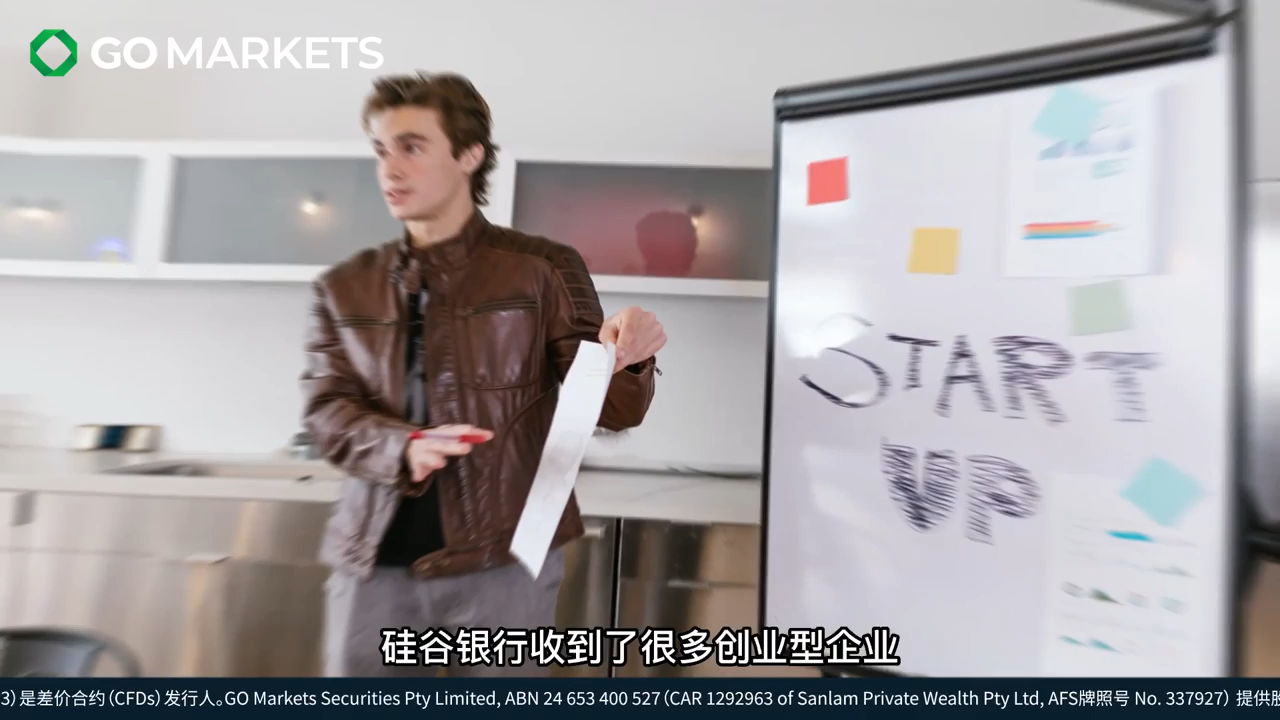 GO MARKETS
START
UP
硅谷银行收到了很多创业型企业
3) 是差价合约 (CFDs) 发行人。GO Markets Securities Pty Limited, ABN 24 653 400 527 (CAR 1292963 of Sanlam Private Wealth Pty Ltd, AFS牌照号 No. 337927) 提供